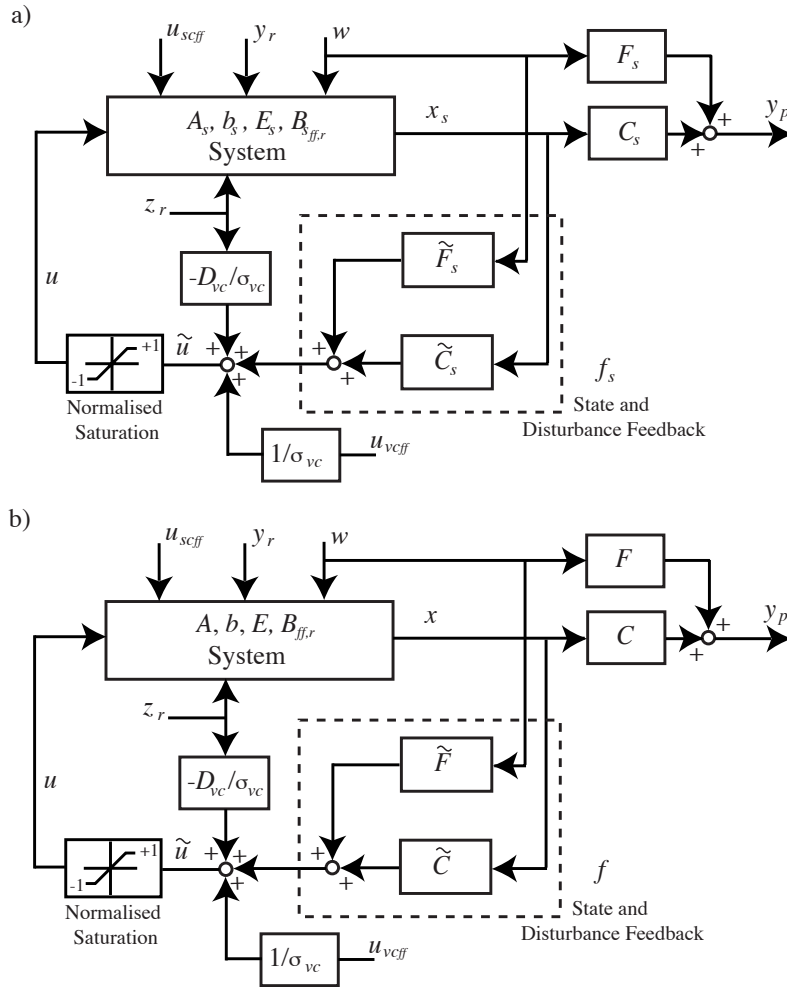 a)
u_scff y_r w
F_s
A_s, b_s, E_s, B_sff,r
System
x_s
C_s
+
+
y_p
z_r
-D_vc/σ_vc
F̃_s
u
+1
-1
ũ
+ +
+
+
+
C̃_s
f_s
Normalised
Saturation
State and
Disturbance Feedback
1/σ_vc
u_vcff
b)
u_scff y_r w
F
A, b, E, B_ff,r
System
x
C
+
+
y_p
z_r
-D_vc/σ_vc
F̃
u
+1
-1
ũ
+ +
+
+
+
C̃
f
Normalised
Saturation
State and
Disturbance Feedback
1/σ_vc
u_vcff